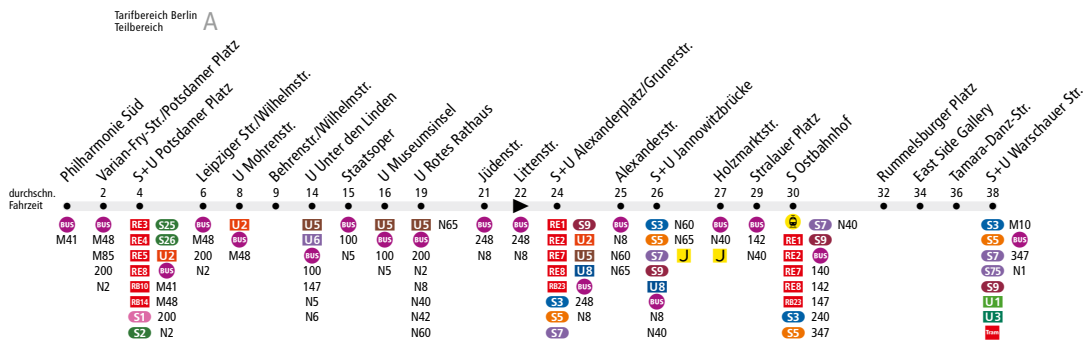 Tarifbereich Berlin
Teilbereich
A
Philharmonie Süd
Varian-Fry-Str./Potsdamer Platz
S+U Potsdamer Platz
Leipziger Str./Wilhelmstr.
U Mohrenstr.
Behrenstr./Wilhelmstr.
U Unter den Linden
Staatsoper
U Museumsinsel
U Rotes Rathaus
Jüdenstr.
Littenstr.
S+U Alexanderplatz/Grunerstr.
Alexanderstr.
S+U Jannowitzbrücke
Holzmarktstr.
Stralauer Platz
S Ostbahnhof
Rummelsburger Platz
East Side Gallery
Tamara-Danz-Str.
S+U Warschauer Str.
durchschn. 2 4 6 8 9 14 15 16 19 21 22 24 25 26 27 29 30 32 34 36 38
Fahrzeit
BUS BUS RE3 S25 BUS U2 U5 BUS U5 U5 N65 BUS BUS RE1 S9 BUS S3 N60 BUS BUS S7 N40 S3 M10
M41 M48 RE4 S26 M48 BUS U6 100 BUS BUS 248 248 RE2 U2 N8 S5 N65 N40 142 RE1 S9 S5 BUS
M85 RE5 U2 200 M48 BUS N5 100 200 N8 N8 RE7 U5 N60 S7 J J N40 RE2 BUS S7 347
200 RE8 BUS N2 100 N5 N2 RE8 U8 N65 S9 RE7 140 S75 N1
N2 RB10 M41 147 N8 RB23 BUS U8 RE8 142 S9
RB14 M48 N5 N40 S3 248 BUS RB23 147 U1
S1 200 N6 N42 S5 N8 N8 S3 240 U3
S2 N2 N60 S7 N40 S5 347 Tram